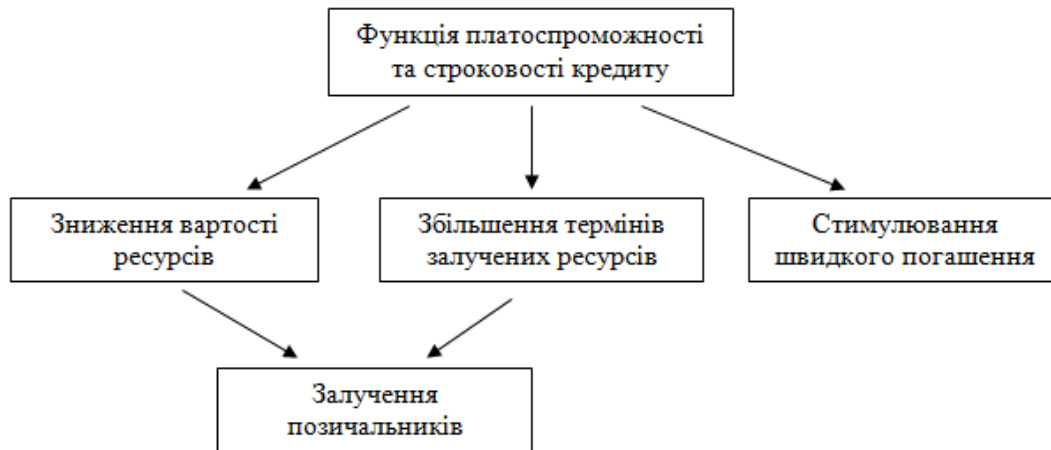 Функція платоспроможності
та строковості кредиту
Зниження вартості
ресурсів
Збільшення термінів
залучених ресурсів
Стимулювання
швидкого погашення
Залучення
позичальників